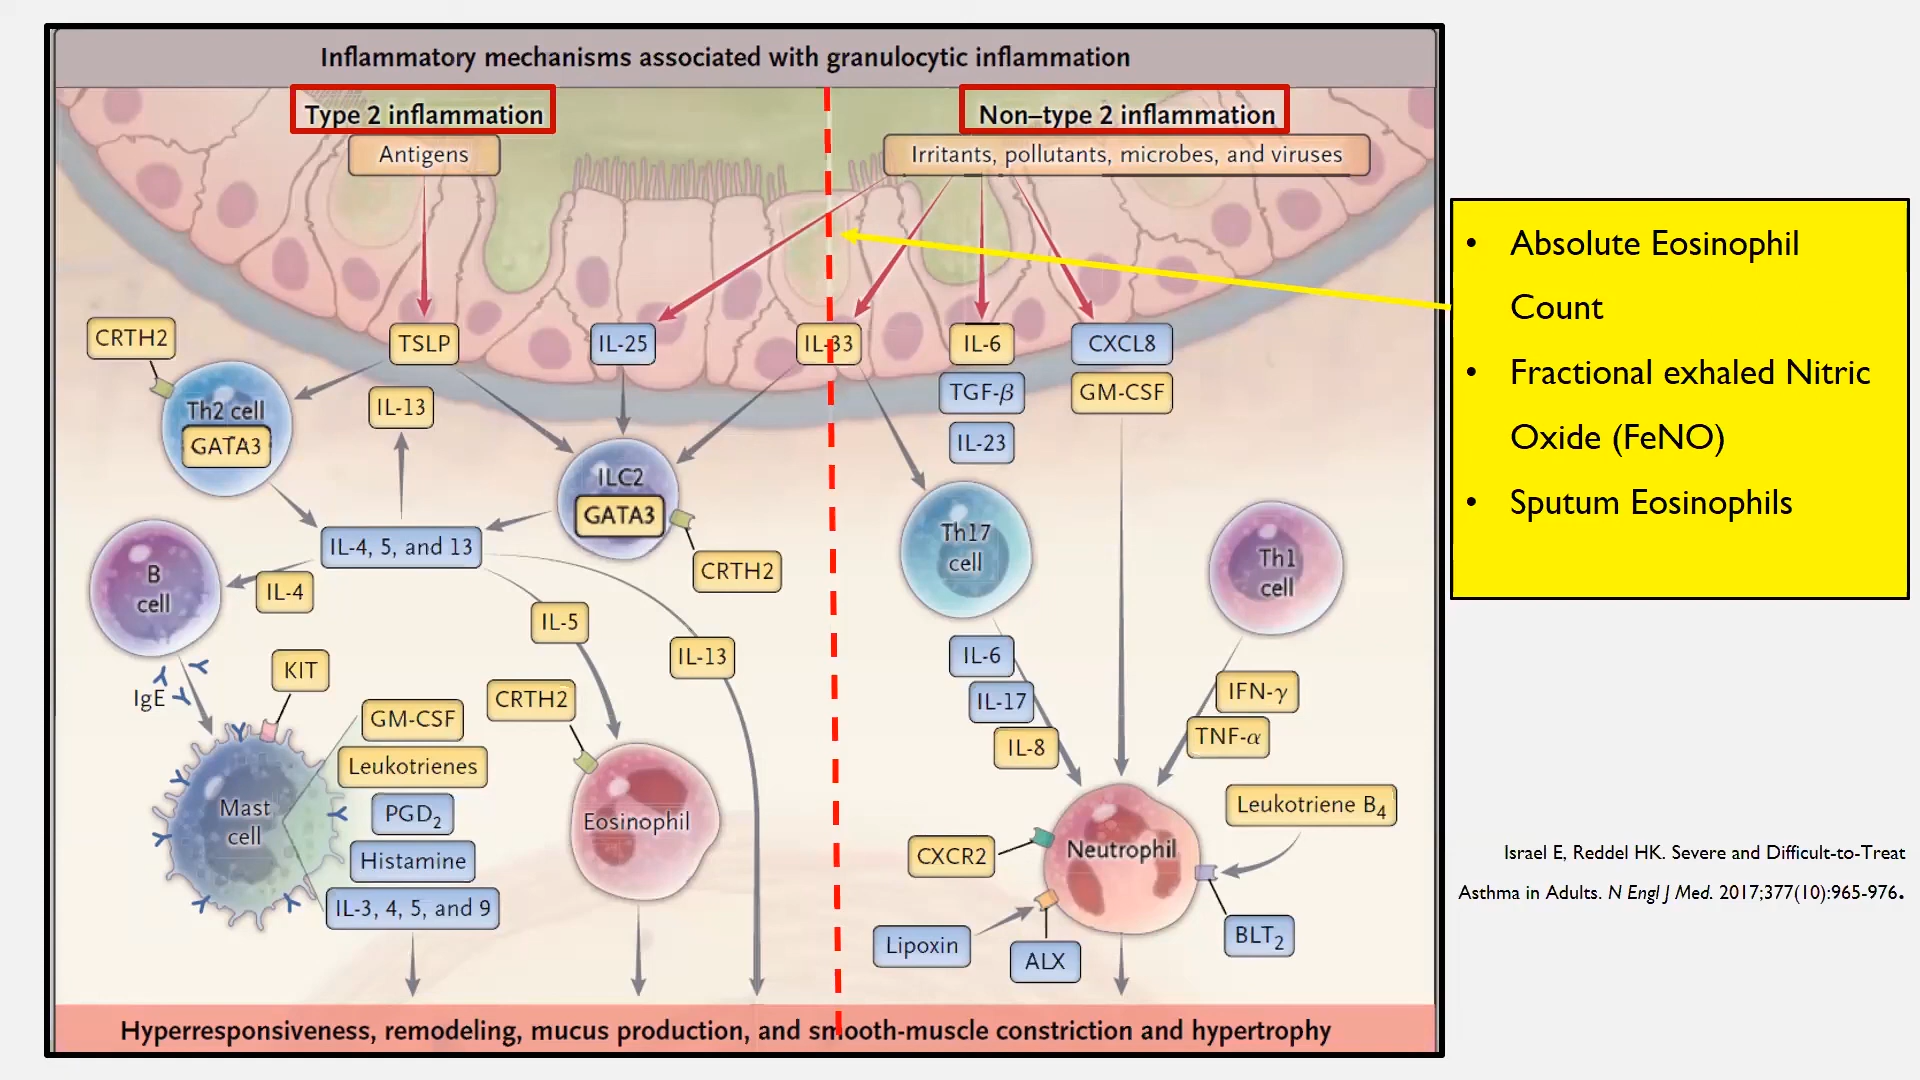 Inflammatory mechanisms associated with granulocytic inflammation
Type 2 inflammation
Non–type 2 inflammation
Antigens
Irritants, pollutants, microbes, and viruses
CRTH2
TSLP
IL-25
IL-33
IL-6
CXCL8
Th2 cell
GATA3
IL-13
TGF-β
GM-CSF
IL-23
ILC2
GATA3
CRTH2
IL-4, 5, and 13
Th17
cell
Th1
cell
B
cell
IL-4
IL-5
IL-13
IL-6
IL-17
IL-8
IFN-γ
TNF-α
IgE
KIT
GM-CSF
Leukotrienes
PGD2
Histamine
IL-3, 4, 5, and 9
Mast
cell
CRTH2
Eosinophil
Leukotriene B4
CXCR2
Neutrophil
Lipoxin
ALX
BLT2
Hyperresponsiveness, remodeling, mucus production, and smooth-muscle constriction and hypertrophy
• Absolute Eosinophil
Count
• Fractional exhaled Nitric
Oxide (FeNO)
• Sputum Eosinophils
Israel E, Reddel HK. Severe and Difficult-to-Treat
Asthma in Adults. N Engl J Med. 2017;377(10):965-976.